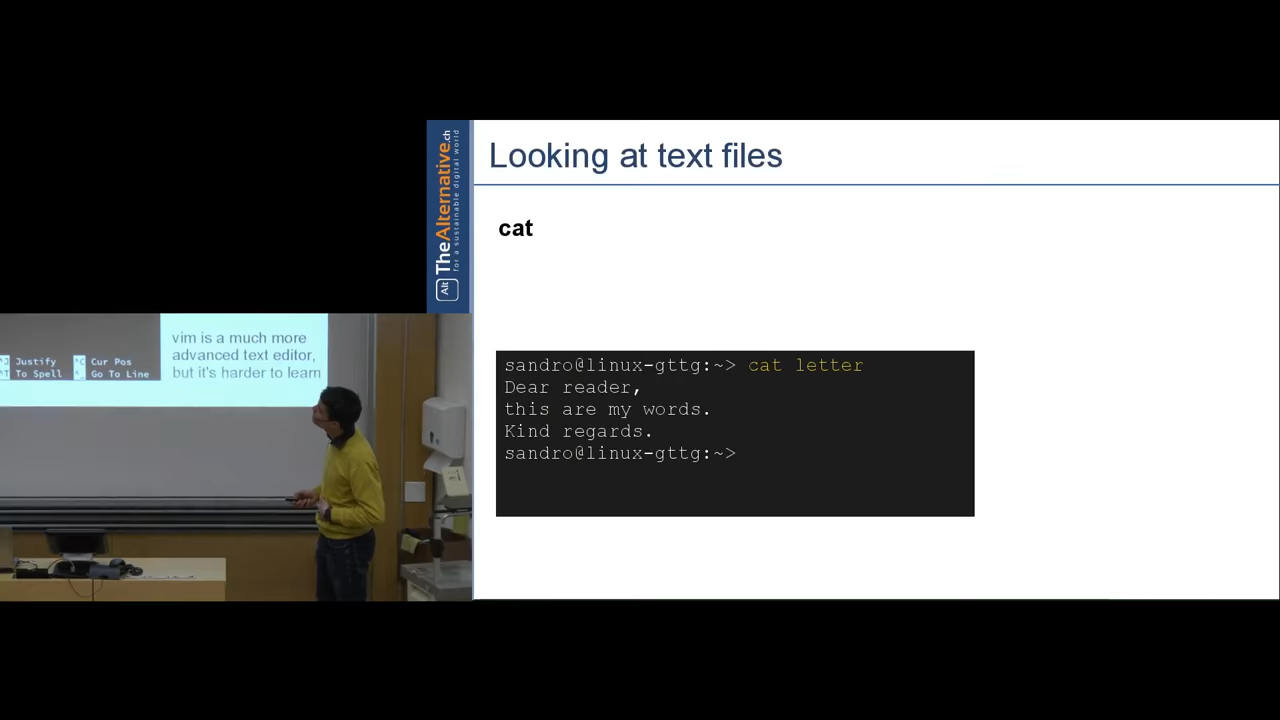 Looking at text files
TheAlternative.ch
for a sustainable digital world
Alt
cat
sandro@linux-gttg:~> cat letter
Dear reader,
this are my words.
Kind regards.
sandro@linux-gttg:~>
vim is a much more
advanced text editor,
but it's harder to learn
^J Justify ^C Cur Pos
^T To Spell ^_ Go To Line